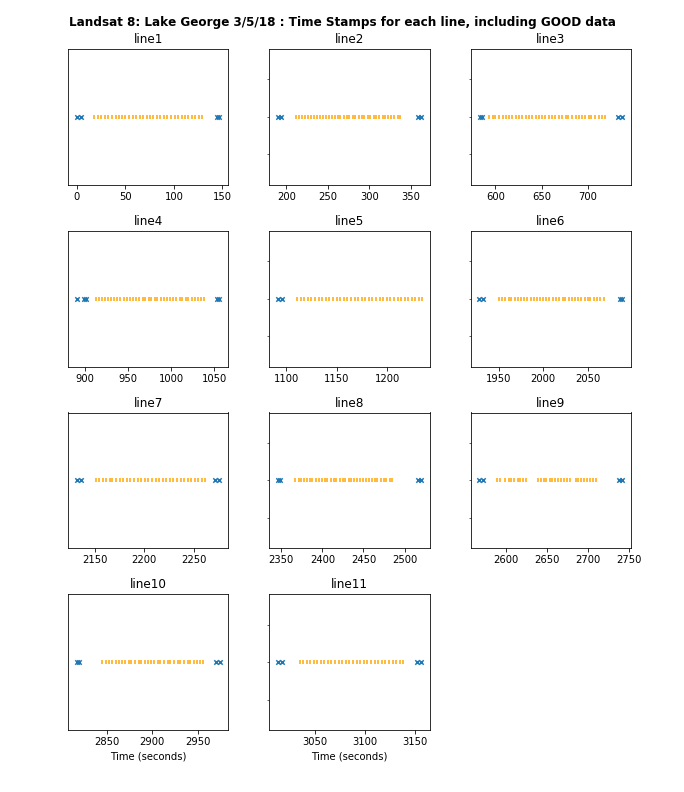 Landsat 8: Lake George 3/5/18 : Time Stamps for each line, including GOOD data
line1 line2 line3
0 50 100 150 200 250 300 350 600 650 700
line4 line5 line6
900 950 1000 1050 1100 1150 1200 1950 2000 2050
line7 line8 line9
2150 2200 2250 2350 2400 2450 2500 2600 2650 2700 2750
line10 line11
2850 2900 2950 3050 3100 3150
Time (seconds) Time (seconds)